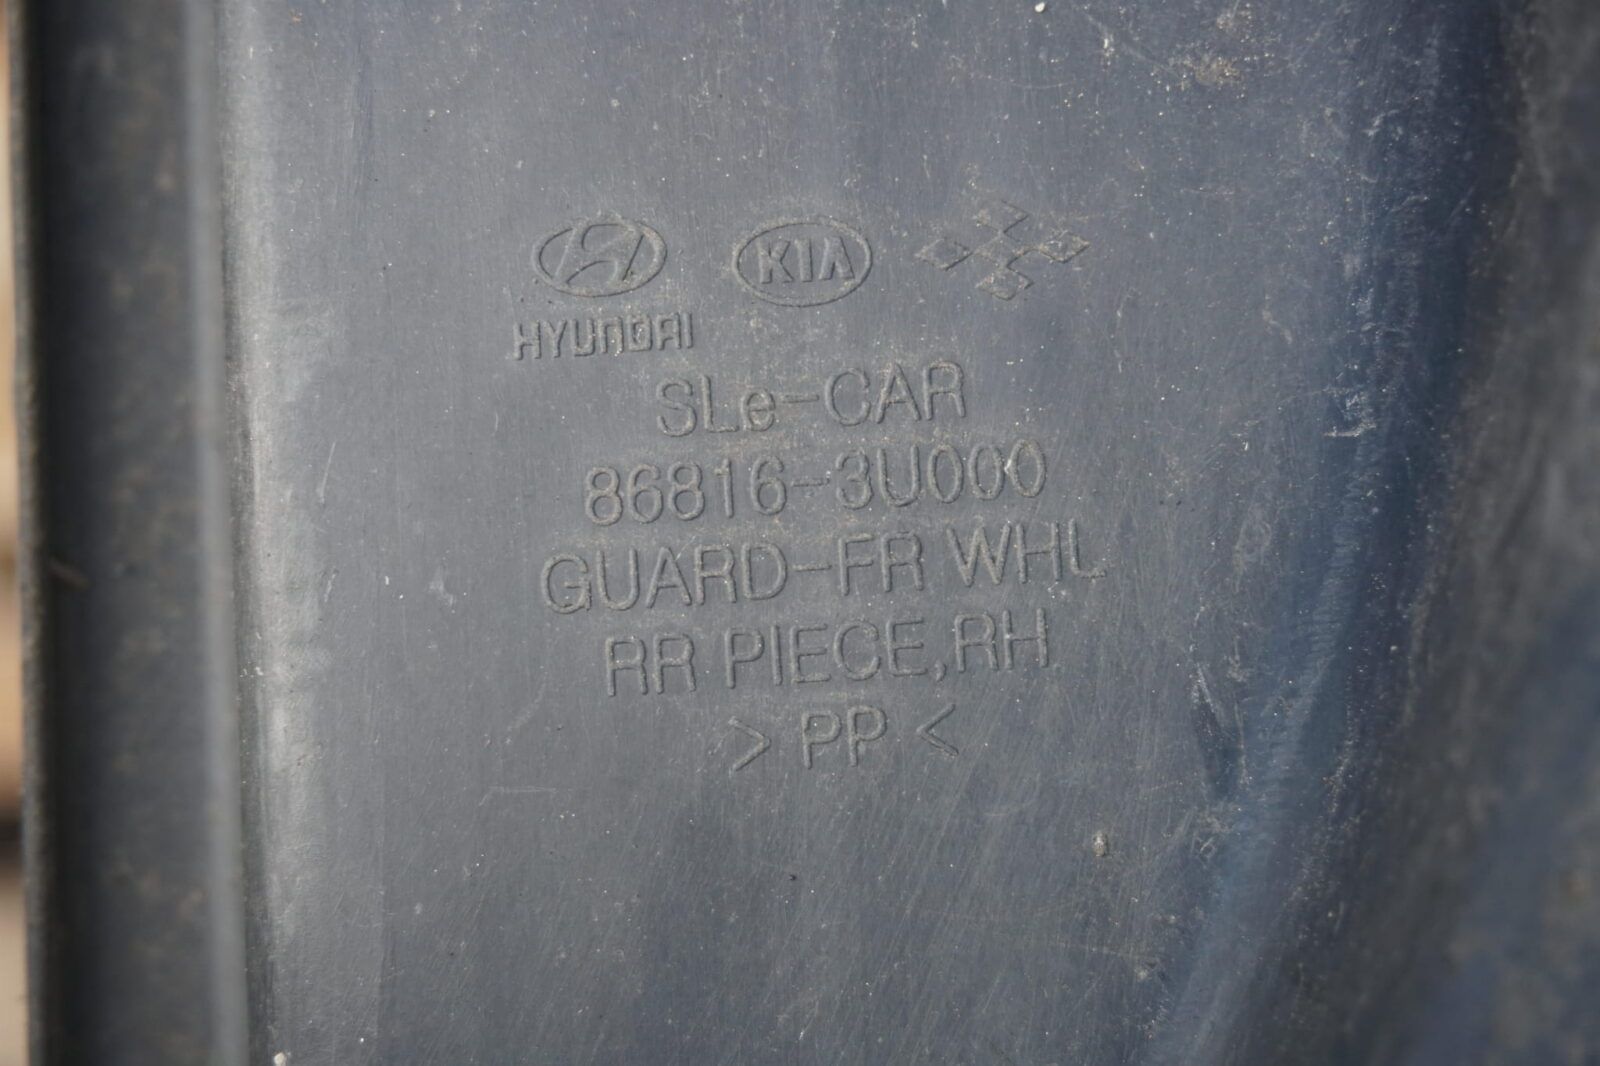 KIA
HYUNDAI
SLe-CAR
86816-3U000
GUARD-FR WHL
RR PIECE,RH
> PP <